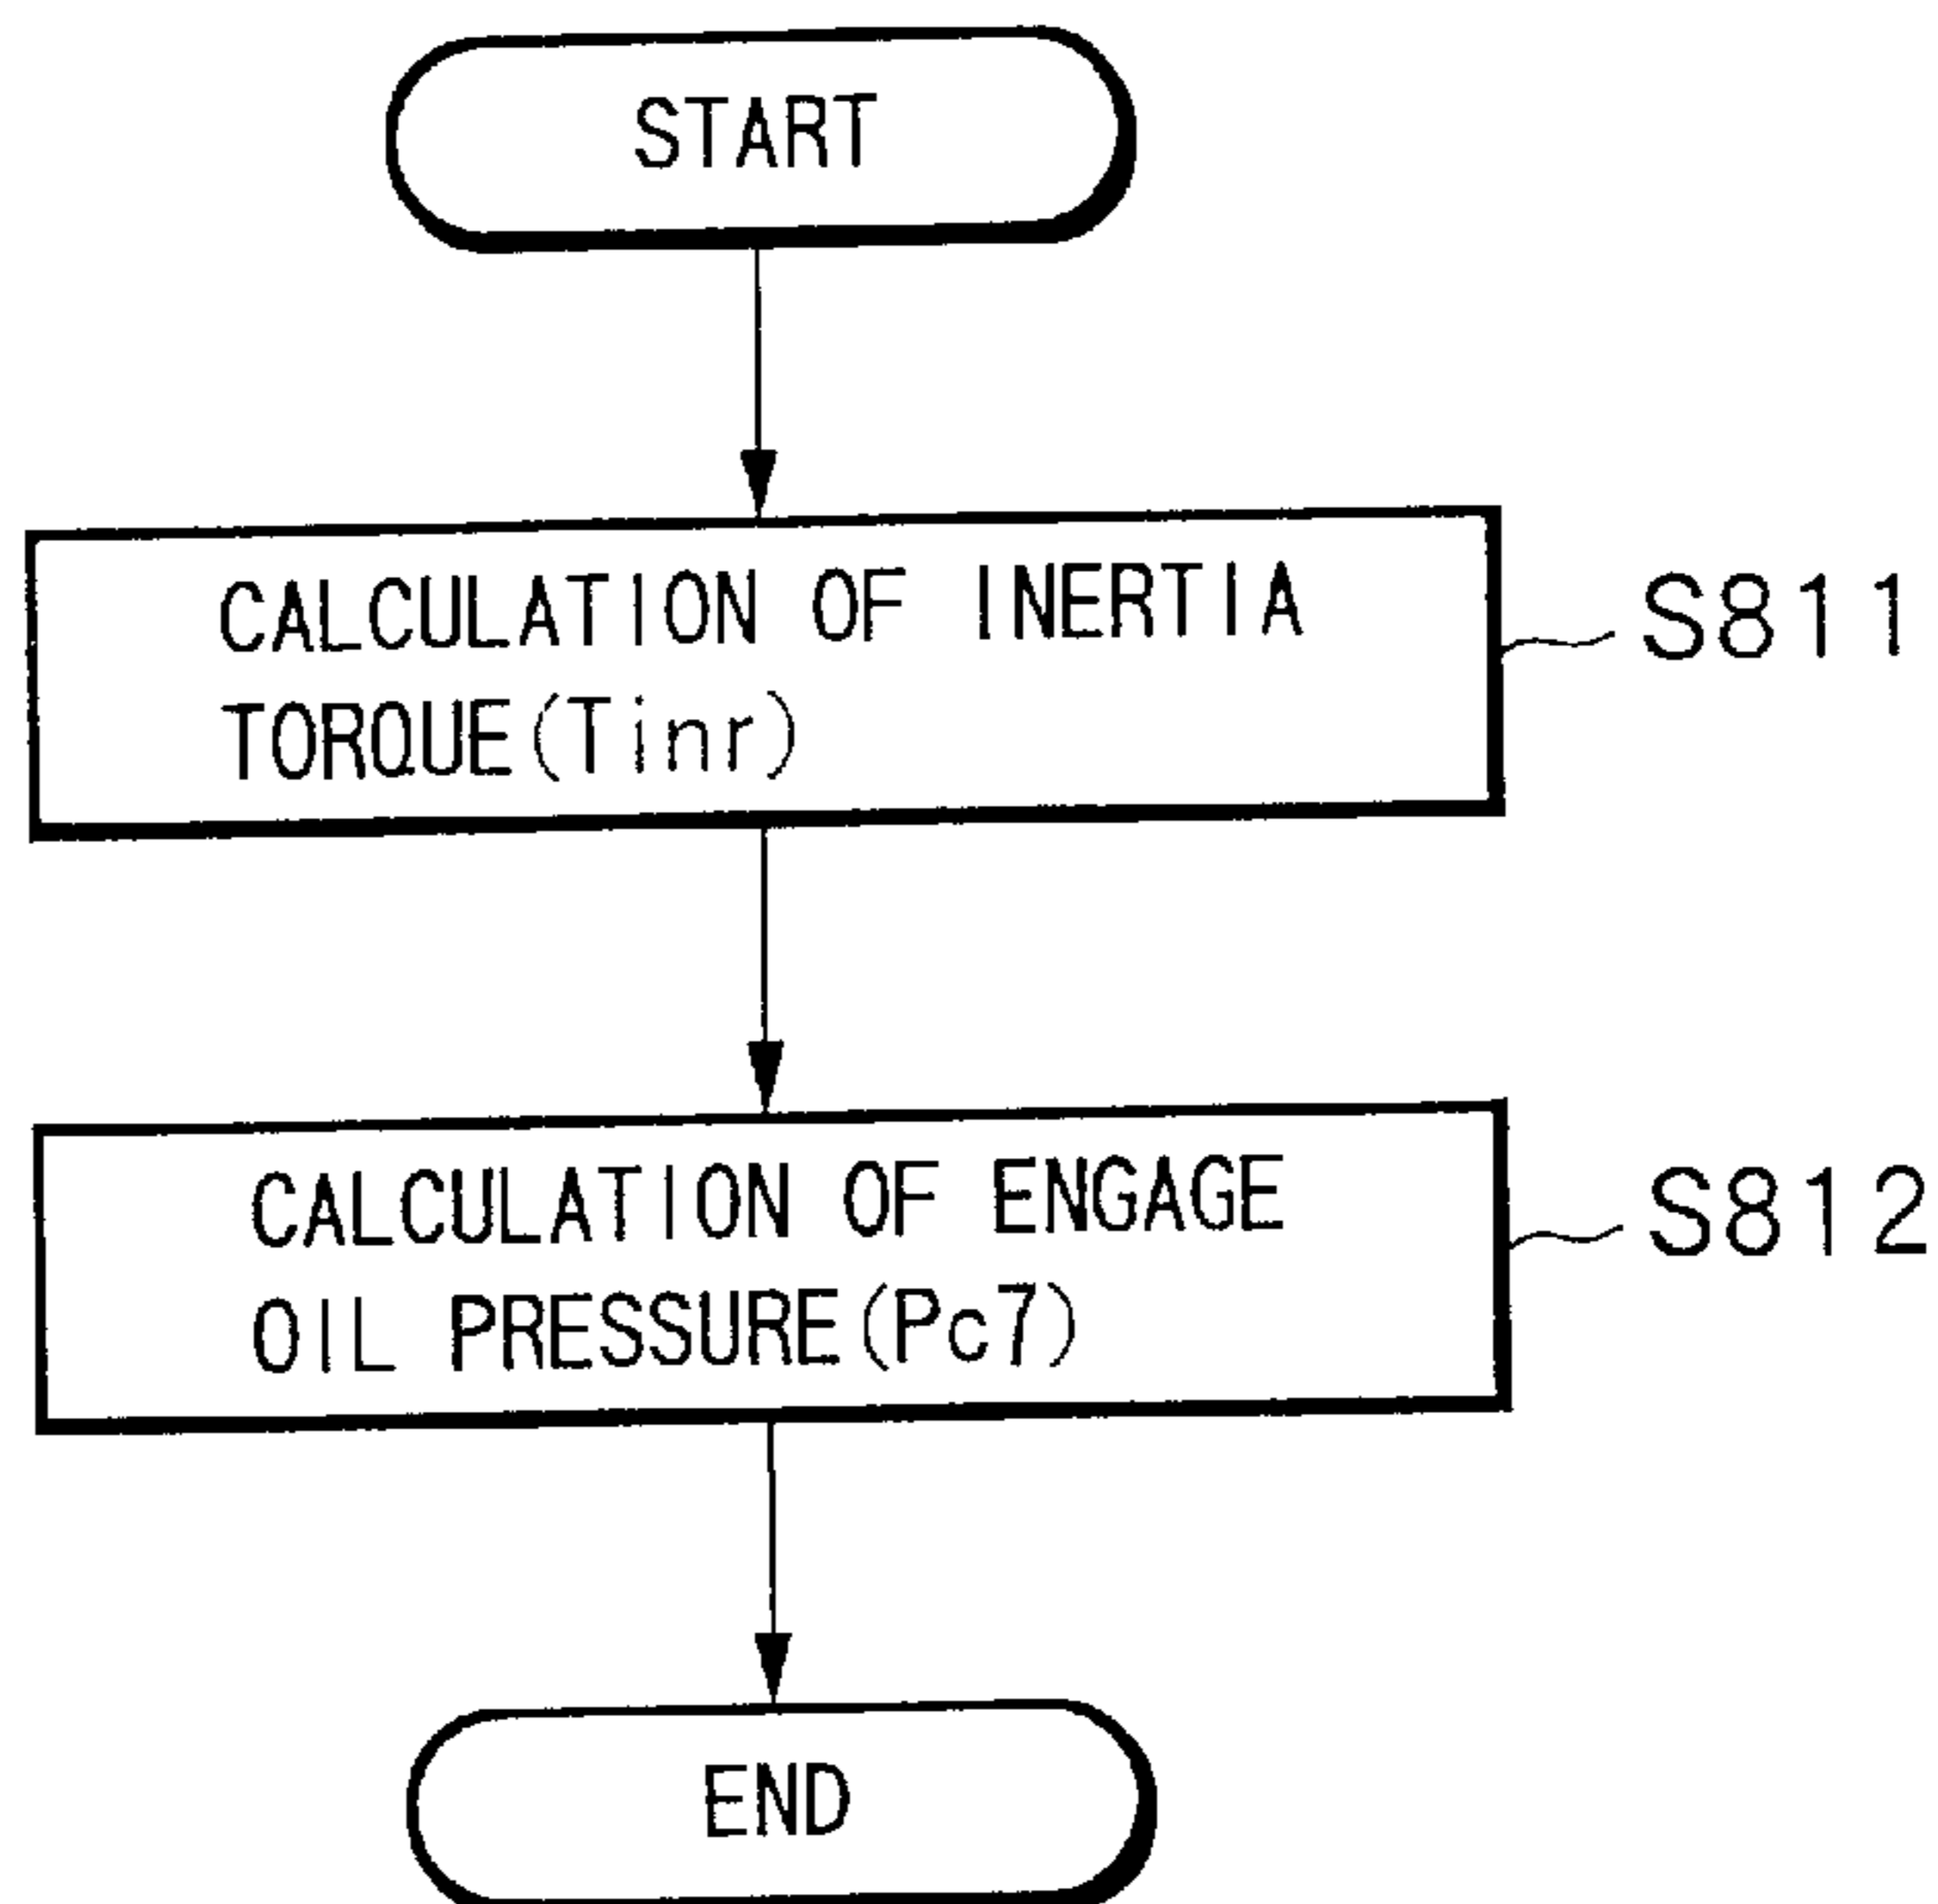 START
CALCULATION OF INERTIA
TORQUE(Tinr)
S811
CALCULATION OF ENGAGE
OIL PRESSURE(Pc7)
S812
END